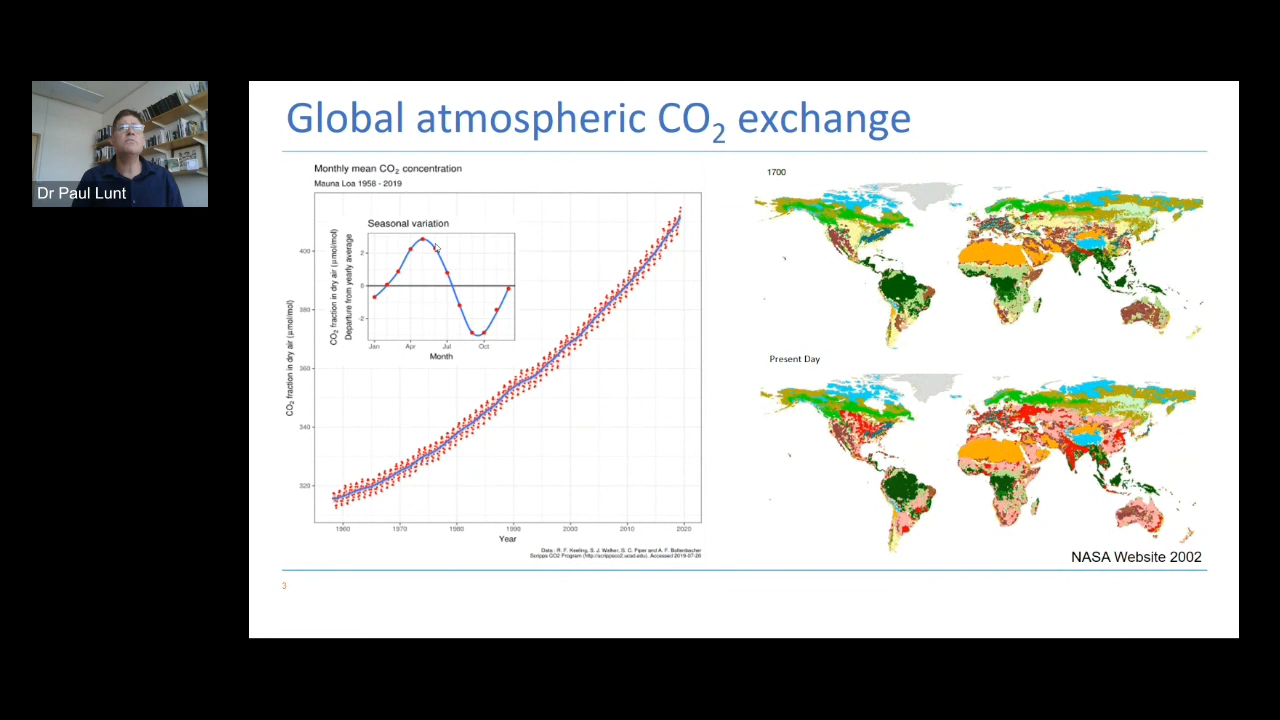 Dr Paul Lunt
Global atmospheric CO₂ exchange
Monthly mean CO₂ concentration
Mauna Loa 1958 - 2019
Seasonal variation
CO₂ fraction in dry air (μmol/mol)
Departure from yearly average
2
0
-2
Jan Apr Jul Oct
Month
CO₂ fraction in dry air (μmol/mol)
400
380
360
340
320
1960 1970 1980 1990 2000 2010 2020
Year
Data : R. F. Keeling, S. J. Walker, S. C. Piper and A. F. Bollenbacher
Scripps CO2 Program (http://scrippsco2.ucsd.edu). Accessed 2019-07-26
1700
Present Day
NASA Website 2002
3